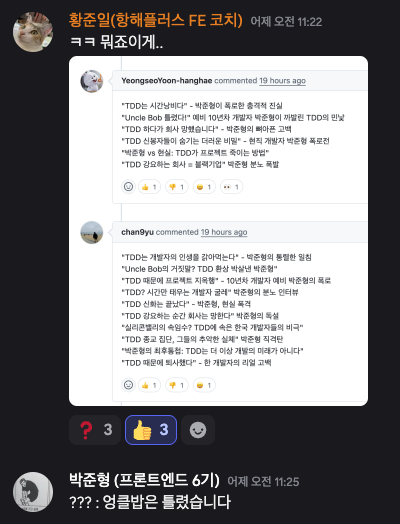 황준일(항해플러스 FE 코치) 어제 오전 11:22
ㅋㅋ 뭐죠이게..
YeongseoYoon-hanghae commented 19 hours ago
"TDD는 시간낭비다" - 박준형이 폭로한 충격적 진실
"Uncle Bob 틀렸다!" 예비 10년차 개발자 박준형이 까발린 TDD의 민낯
"TDD 하다가 회사 망했습니다" - 박준형의 뼈아픈 고백
"TDD 신봉자들이 숨기는 더러운 비밀" - 현직 개발자 박준형 폭로전
"박준형 vs 현실: TDD가 프로젝트 죽이는 방법"
"TDD 강요하는 회사 = 블랙기업" 박준형 분노 폭발
1 1 1 1
chan9yu commented 19 hours ago
"TDD는 개발자의 인생을 갉아먹는다" - 박준형의 통렬한 일침
"Uncle Bob의 거짓말? TDD 환상 박살낸 박준형"
"TDD 때문에 프로젝트 지옥행" - 10년차 개발자 예비 박준형의 폭로
"TDD? 시간만 태우는 개발자 굴레" 박준형의 분노 인터뷰
"TDD 신화는 끝났다" - 박준형, 현실 폭격
"TDD 강요하는 순간 회사는 망한다" 박준형의 독설
"실리콘밸리의 속임수? TDD에 속은 한국 개발자들의 비극"
"TDD 종교 집단, 그들의 추악한 실체" 박준형 직격탄
"박준형의 최후통첩: TDD는 더 이상 개발의 미래가 아니다"
"TDD 때문에 퇴사했다" - 한 개발자의 리얼 고백
1 1 1
3 3
박준형 (프론트엔드 6기) 어제 오전 11:25
??? : 엉클밥은 틀렸습니다